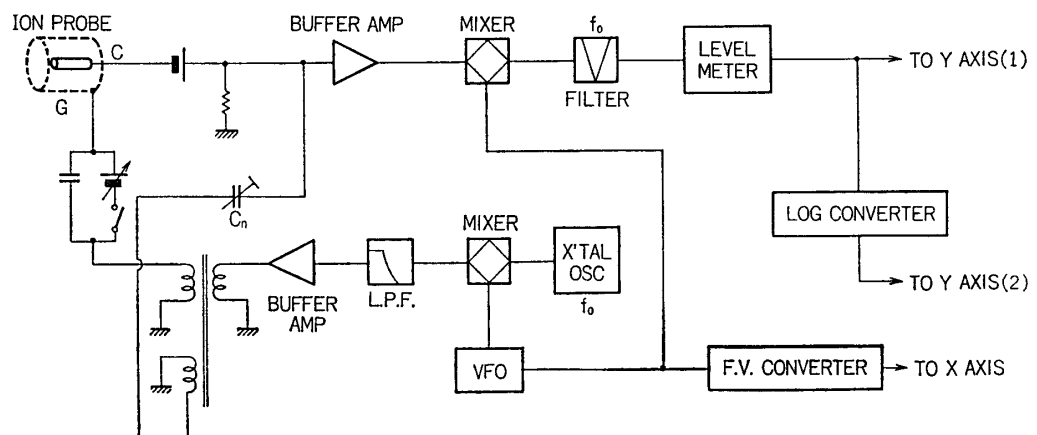 ION PROBE
C
G
BUFFER AMP
MIXER
f₀
FILTER
LEVEL
METER
TO Y AXIS(1)
LOG CONVERTER
TO Y AXIS(2)
Cn
BUFFER
AMP
L.P.F.
MIXER
X'TAL
OSC
f₀
VFO
F.V. CONVERTER
TO X AXIS